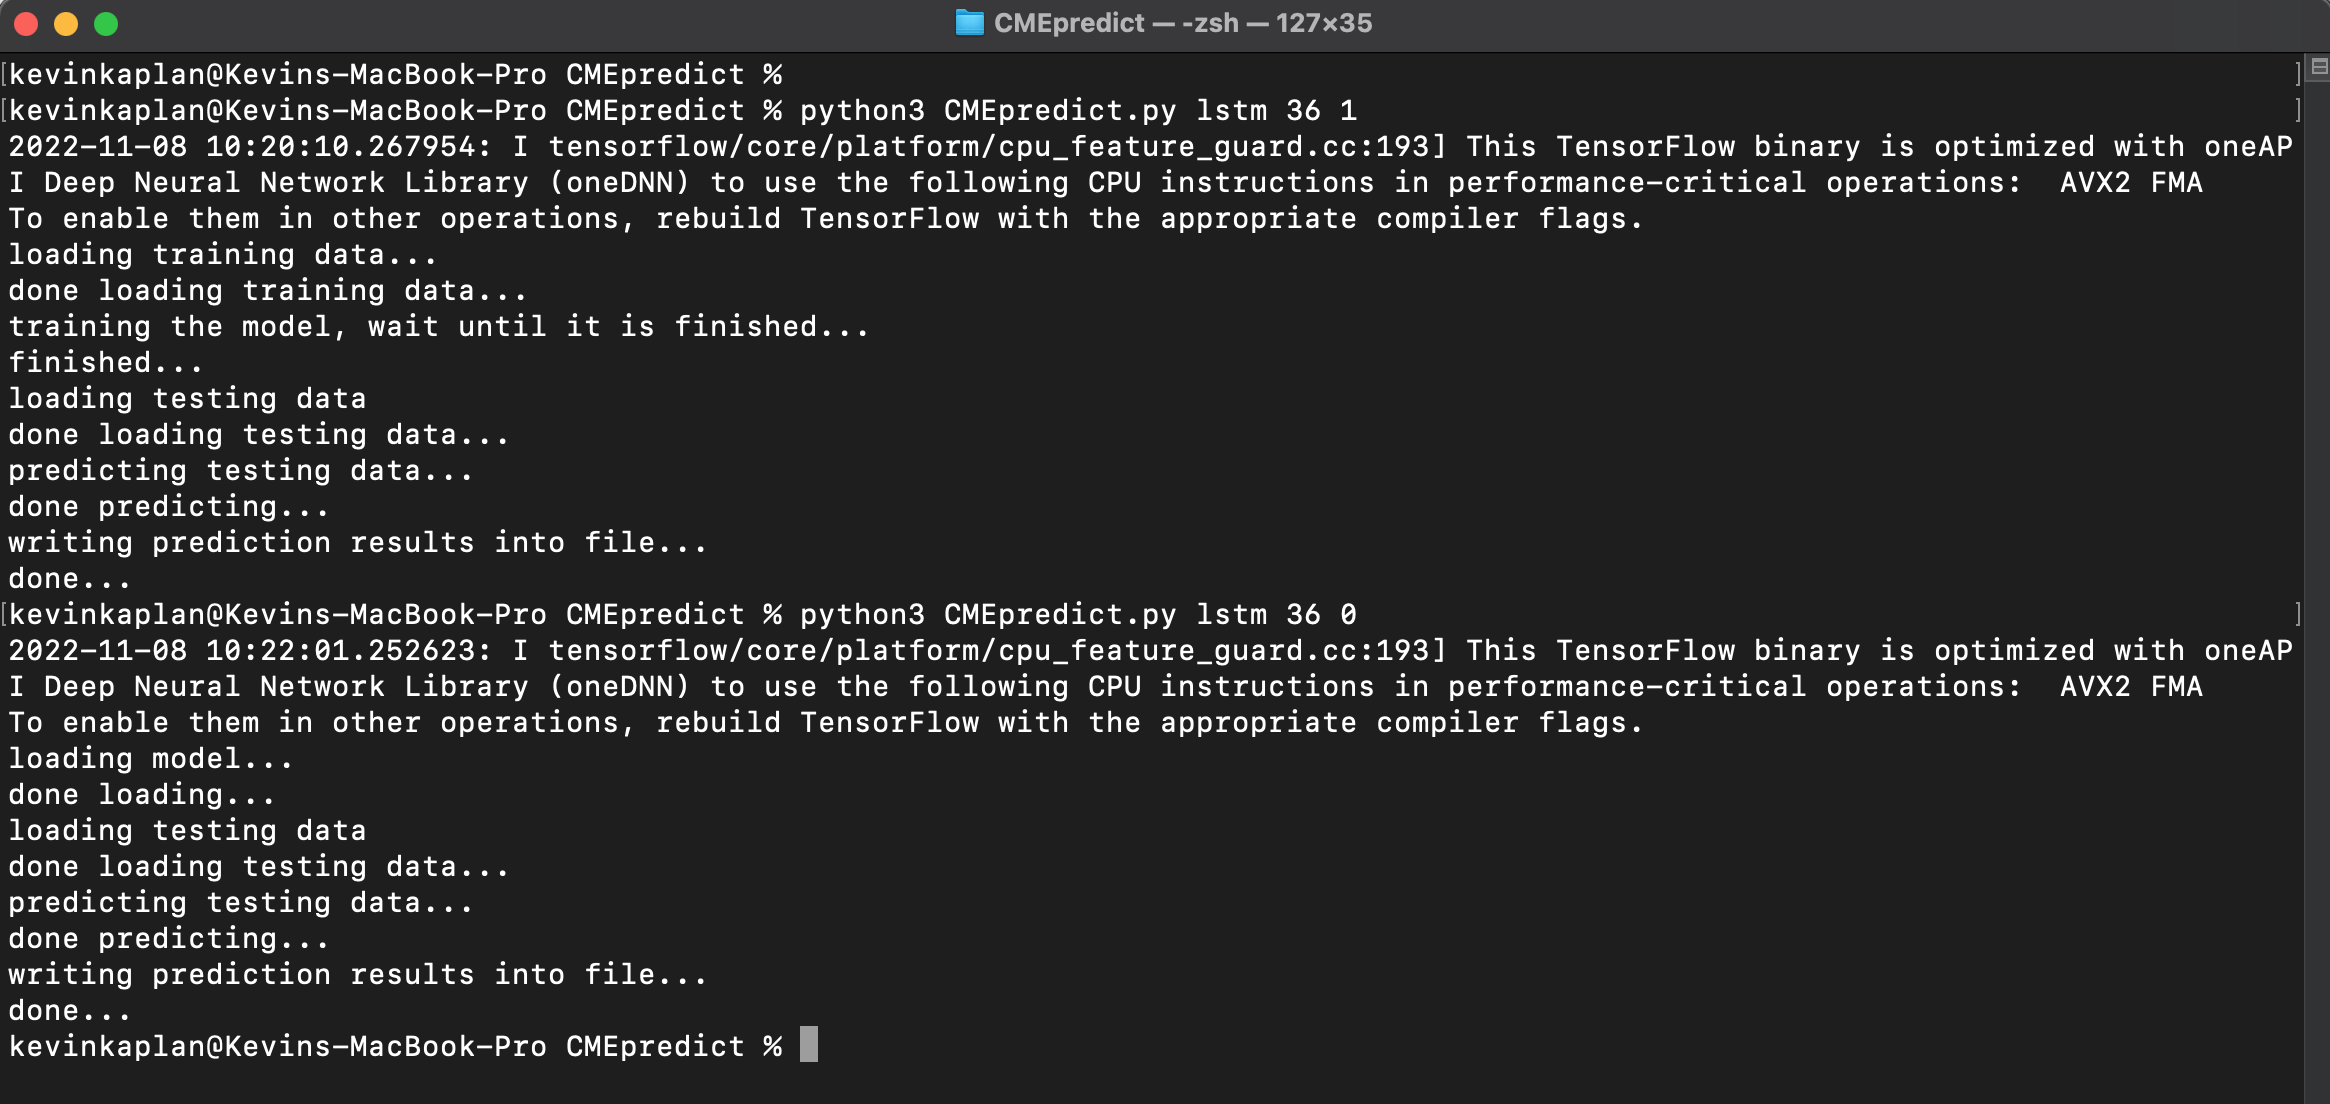 CMEpredict — -zsh — 127×35
[kevinkaplan@Kevins-MacBook-Pro CMEpredict % ]
[kevinkaplan@Kevins-MacBook-Pro CMEpredict % python3 CMEpredict.py lstm 36 1 ]
2022-11-08 10:20:10.267954: I tensorflow/core/platform/cpu_feature_guard.cc:193] This TensorFlow binary is optimized with oneAP
I Deep Neural Network Library (oneDNN) to use the following CPU instructions in performance-critical operations:  AVX2 FMA
To enable them in other operations, rebuild TensorFlow with the appropriate compiler flags.
loading training data...
done loading training data...
training the model, wait until it is finished...
finished...
loading testing data
done loading testing data...
predicting testing data...
done predicting...
writing prediction results into file...
done...
[kevinkaplan@Kevins-MacBook-Pro CMEpredict % python3 CMEpredict.py lstm 36 0 ]
2022-11-08 10:22:01.252623: I tensorflow/core/platform/cpu_feature_guard.cc:193] This TensorFlow binary is optimized with oneAP
I Deep Neural Network Library (oneDNN) to use the following CPU instructions in performance-critical operations:  AVX2 FMA
To enable them in other operations, rebuild TensorFlow with the appropriate compiler flags.
loading model...
done loading...
loading testing data
done loading testing data...
predicting testing data...
done predicting...
writing prediction results into file...
done...
kevinkaplan@Kevins-MacBook-Pro CMEpredict %